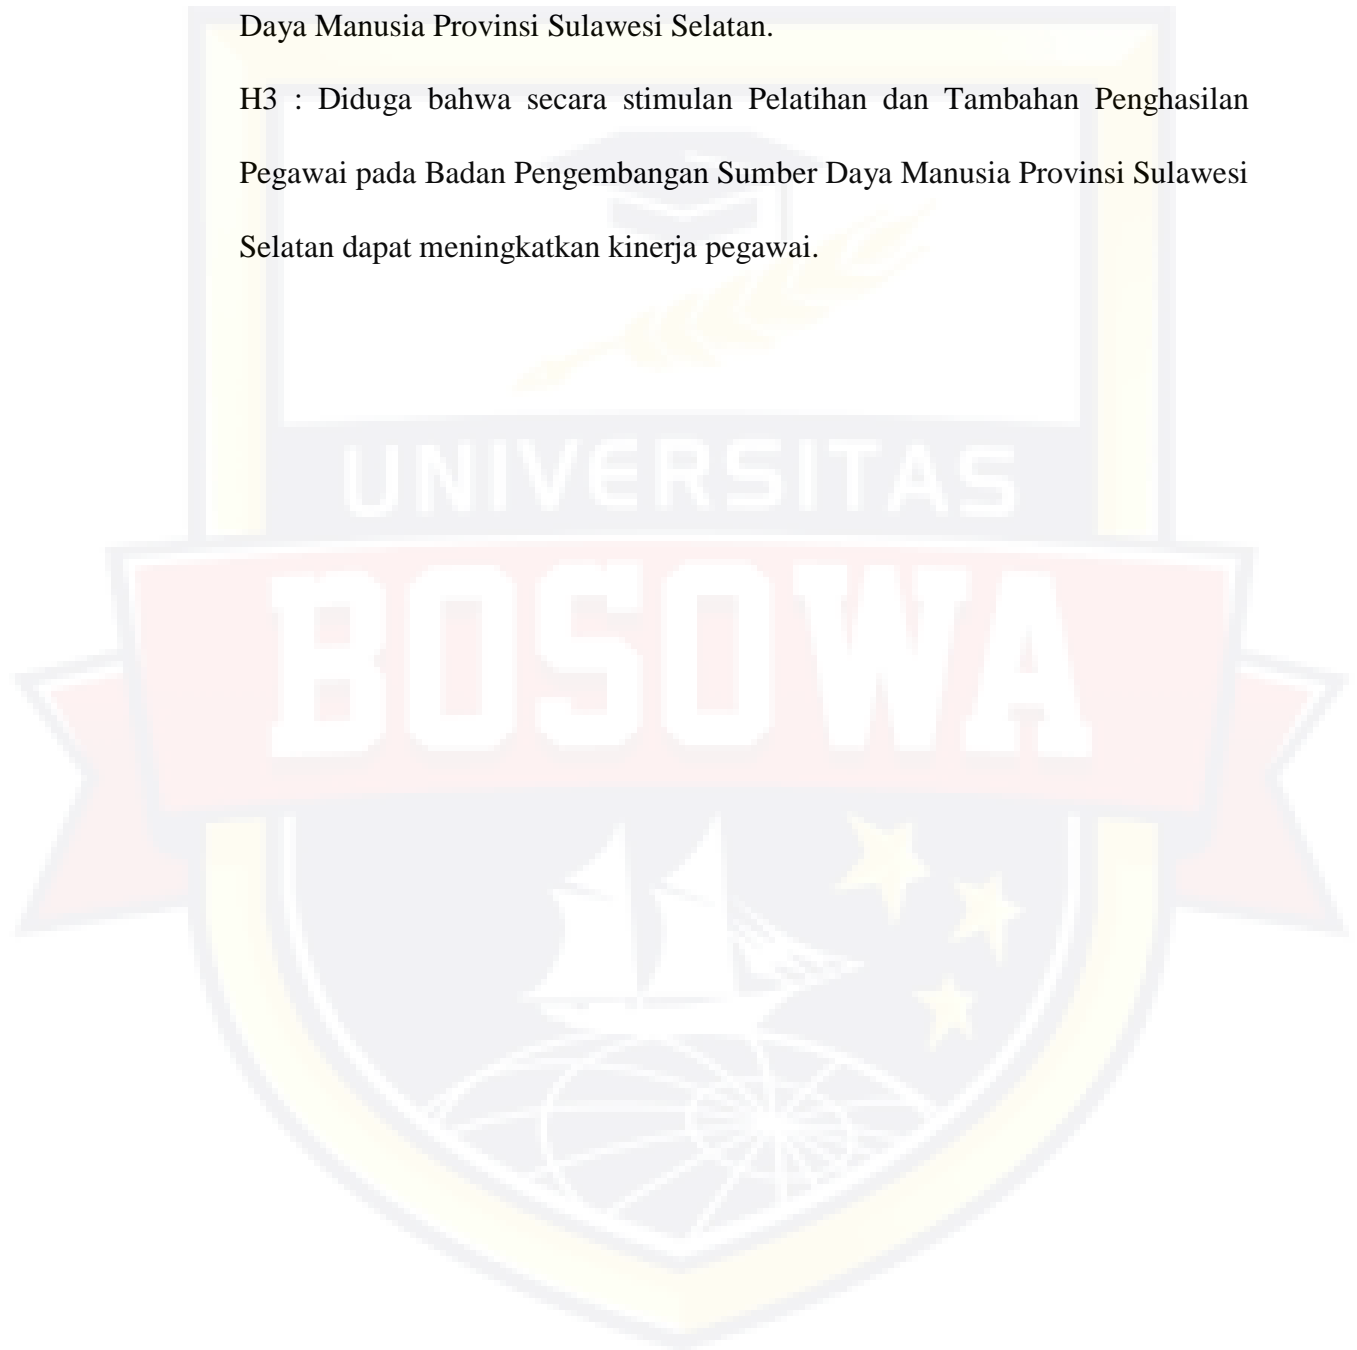 Daya Manusia Provinsi Sulawesi Selatan.
H3 : Diduga bahwa secara stimulan Pelatihan dan Tambahan Penghasilan
Pegawai pada Badan Pengembangan Sumber Daya Manusia Provinsi Sulawesi
Selatan dapat meningkatkan kinerja pegawai.
UNIVERSITAS
BOSOWA